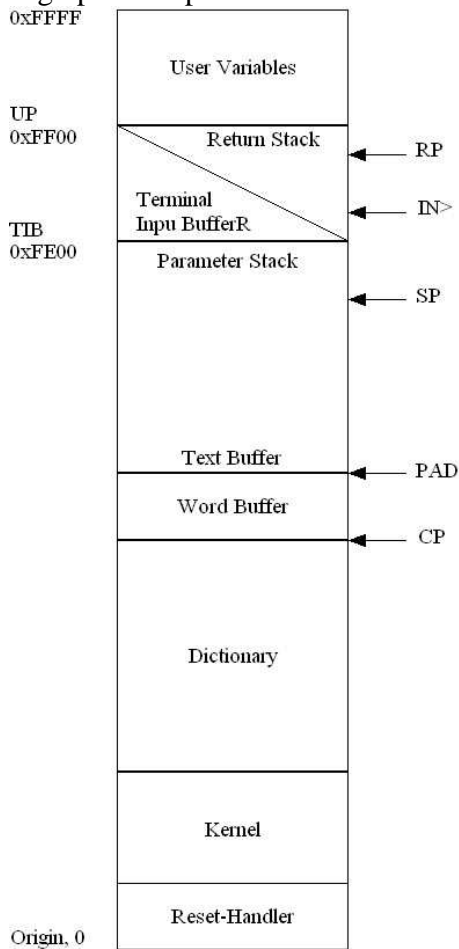 0xFFFF
User Variables
UP
0xFF00
Return Stack
RP
Terminal
Inpu BufferR
IN>
TIB
0xFE00
Parameter Stack
SP
Text Buffer
PAD
Word Buffer
CP
Dictionary
Kernel
Reset-Handler
Origin, 0